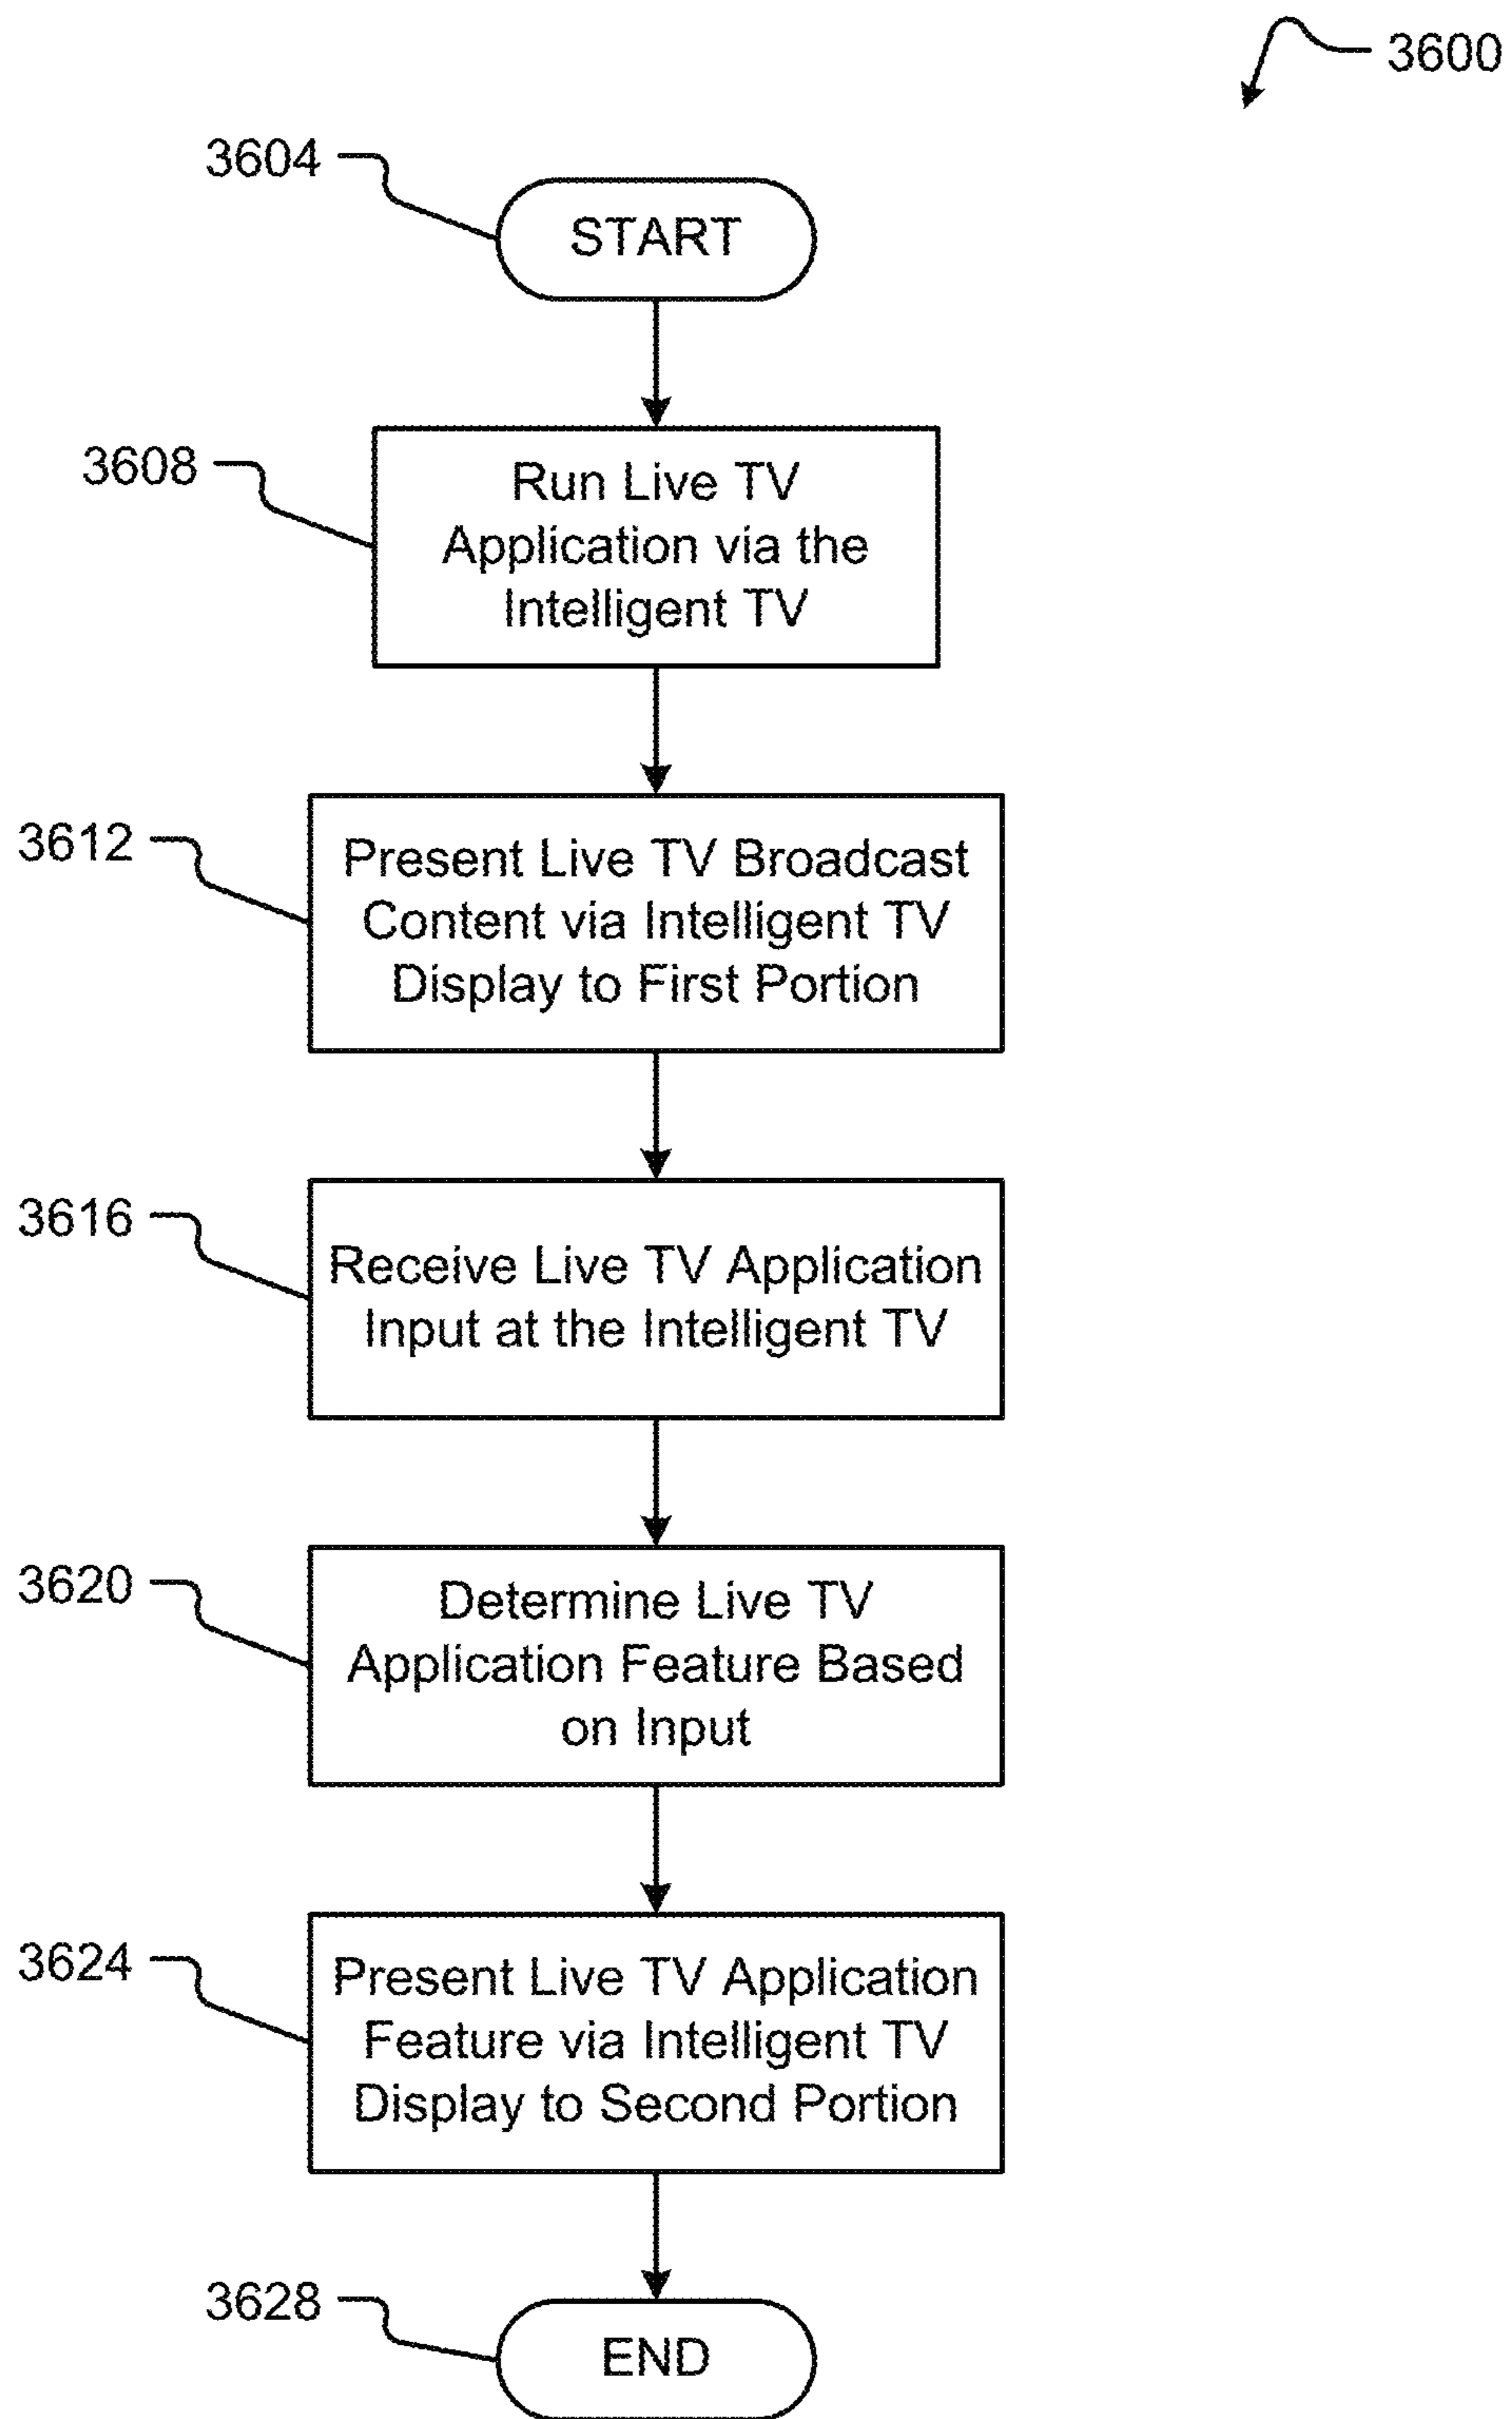 3600
3604
START
3608
Run Live TV
Application via the
Intelligent TV
3612
Present Live TV Broadcast
Content via Intelligent TV
Display to First Portion
3616
Receive Live TV Application
Input at the Intelligent TV
3620
Determine Live TV
Application Feature Based
on Input
3624
Present Live TV Application
Feature via Intelligent TV
Display to Second Portion
3628
END